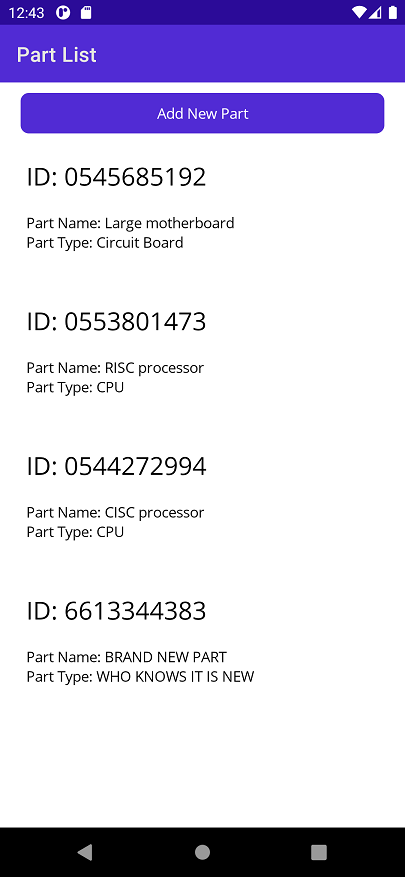 12:43
Part List
Add New Part
ID: 0545685192
Part Name: Large motherboard
Part Type: Circuit Board
ID: 0553801473
Part Name: RISC processor
Part Type: CPU
ID: 0544272994
Part Name: CISC processor
Part Type: CPU
ID: 6613344383
Part Name: BRAND NEW PART
Part Type: WHO KNOWS IT IS NEW